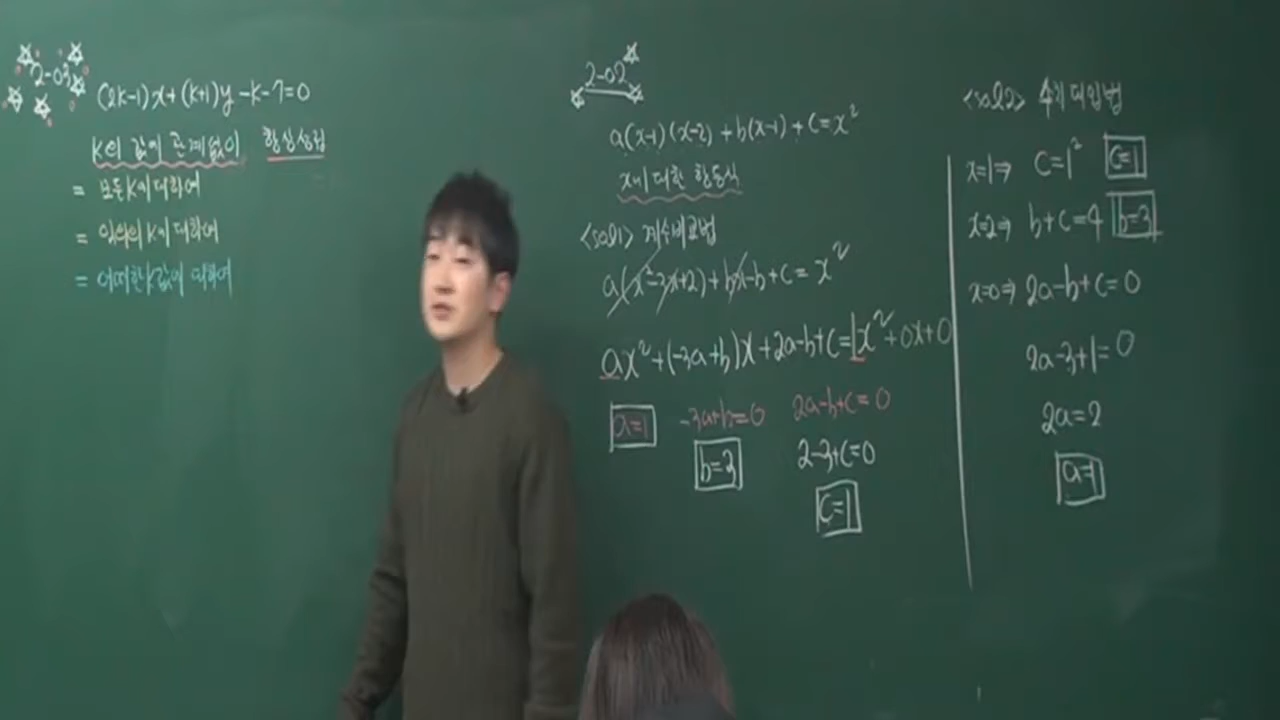 2-03
(2k-1)x+(k+1)y-k-7=0
k의 값에 관계없이 항상성립
= 모든 k에 대하여
= 임의의 k에 대하여
= 어떠한 k값에 대하여
2-02
a(x-1)(x-2)+b(x-1)+c=x²
x에 대한 항등식
<sol1> 계수비교법
a(x²-3x+2)+bx-b+c=x²
ax²+(-3a+b)x+2a-b+c=1x²+0x+0
a=1 -3a+b=0 2a-b+c=0
b=3 2-3+c=0
c=1
<sol2> 수치대입법
x=1⇒ c=1² c=1
x=2⇒ b+c=4 b=3
x=0⇒ 2a-b+c=0
2a-3+1=0
2a=2
a=1